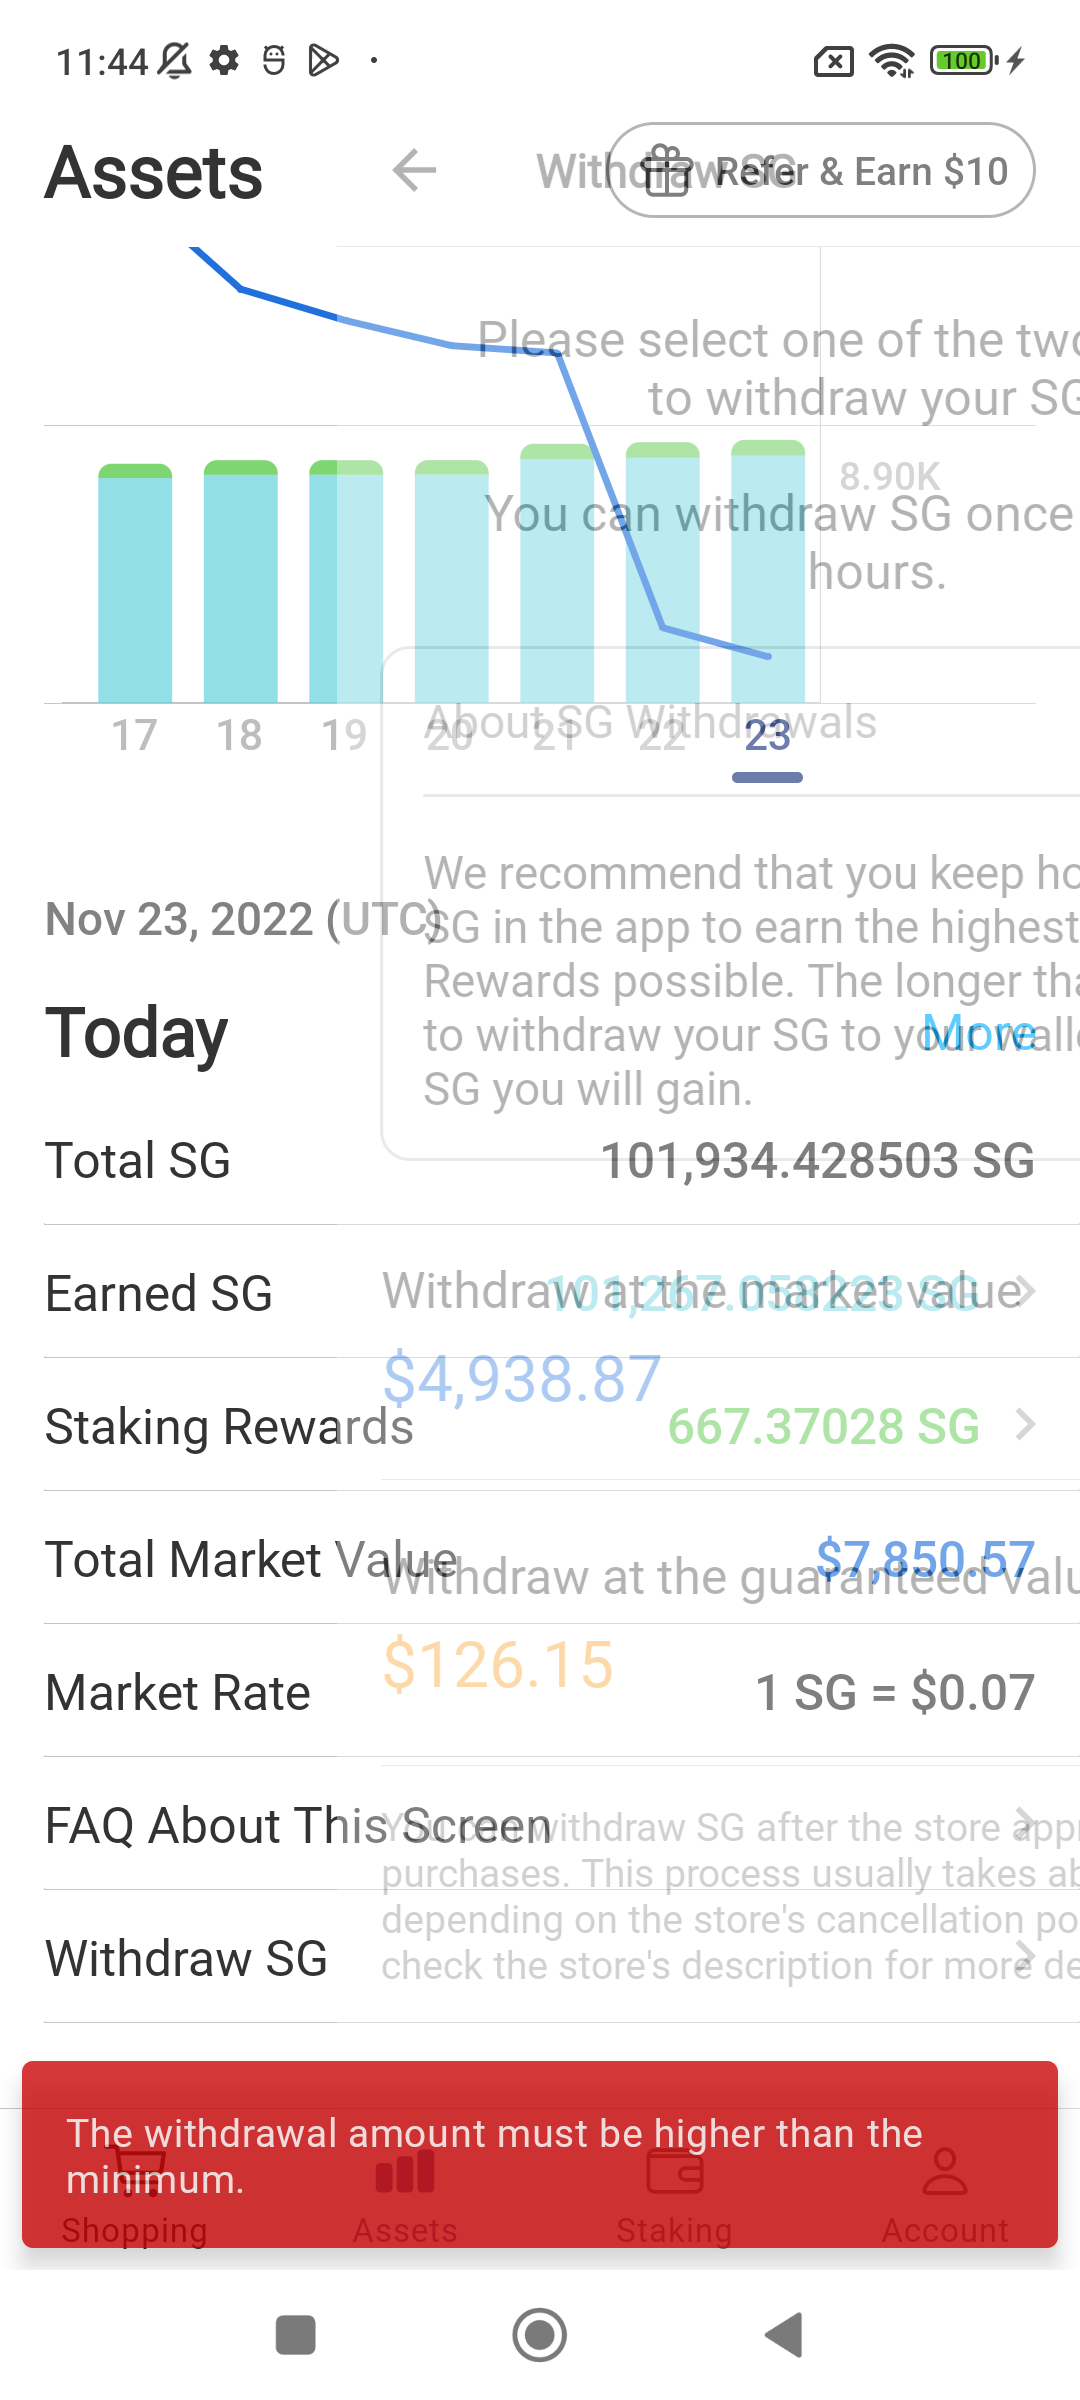 11:44
100
Assets
Withdraw SG
Refer & Earn $10
Please select one of the two
to withdraw your SG
8.90K
You can withdraw SG once
hours.
17 18 19 20 21 22 23
About SG Withdrawals
We recommend that you keep
Nov 23, 2022 (UTC)
SG in the app to earn the highest
Rewards possible. The longer
Today
to withdraw your SG to your
More
SG you will gain.
Total SG 101,934.428503 SG
Earned SG 101,267.058223 SG
Withdraw at the market value
$4,938.87
Staking Rewards 667.37028 SG
Total Market Value $7,850.57
Withdraw at the guaranteed
$126.15
Market Rate 1 SG = $0.07
FAQ About This Screen
You can withdraw SG after the store
purchases. This process usually takes
depending on the store's cancellation
Withdraw SG
check the store's description for more
The withdrawal amount must be higher than the
minimum.
Shopping Assets Staking Account